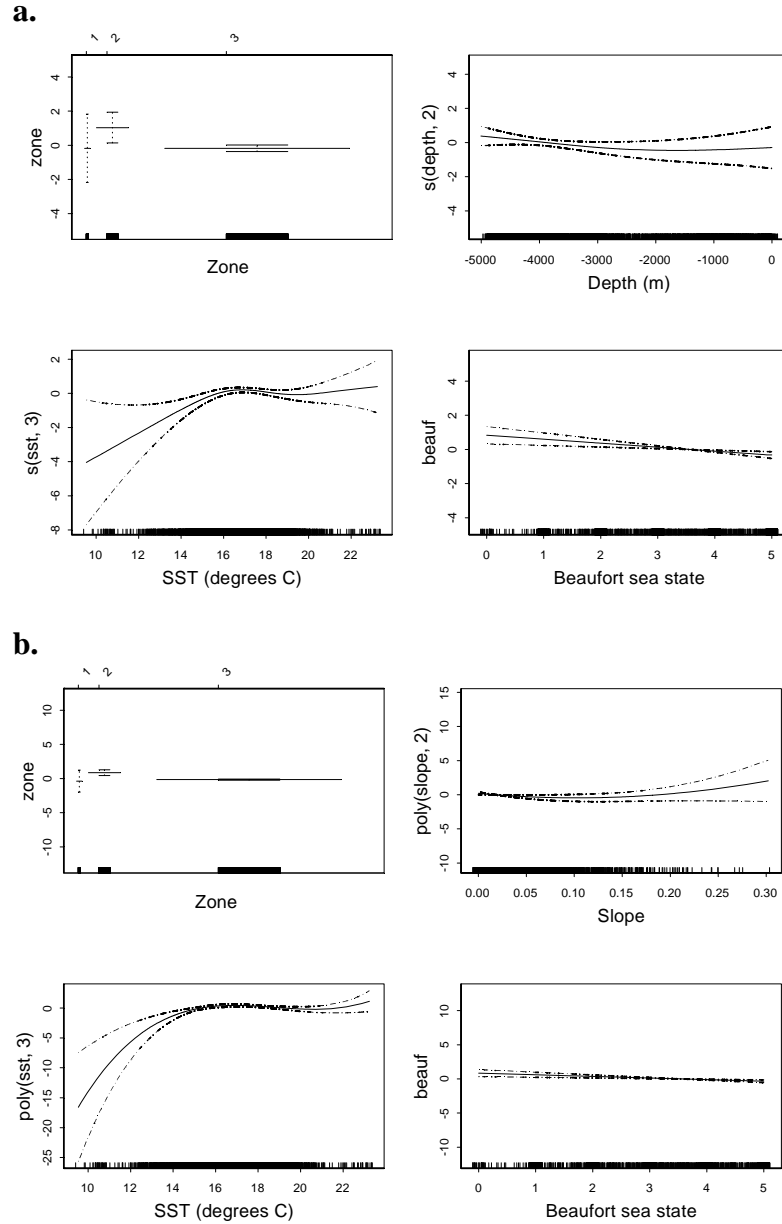 a.
1 2 3
4
2
0
-2
-4
zone
Zone
4
2
0
-2
-4
s(depth, 2)
-5000 -4000 -3000 -2000 -1000 0
Depth (m)
2
0
-2
-4
-6
-8
s(sst, 3)
10 12 14 16 18 20 22
SST (degrees C)
4
2
0
-2
-4
beauf
0 1 2 3 4 5
Beaufort sea state
b.
1 2 3
10
5
0
-5
-10
zone
Zone
15
10
5
0
-5
-10
poly(slope, 2)
0.00 0.05 0.10 0.15 0.20 0.25 0.30
Slope
0
-5
-10
-15
-20
-25
poly(sst, 3)
10 12 14 16 18 20 22
SST (degrees C)
10
5
0
-5
-10
beauf
0 1 2 3 4 5
Beaufort sea state